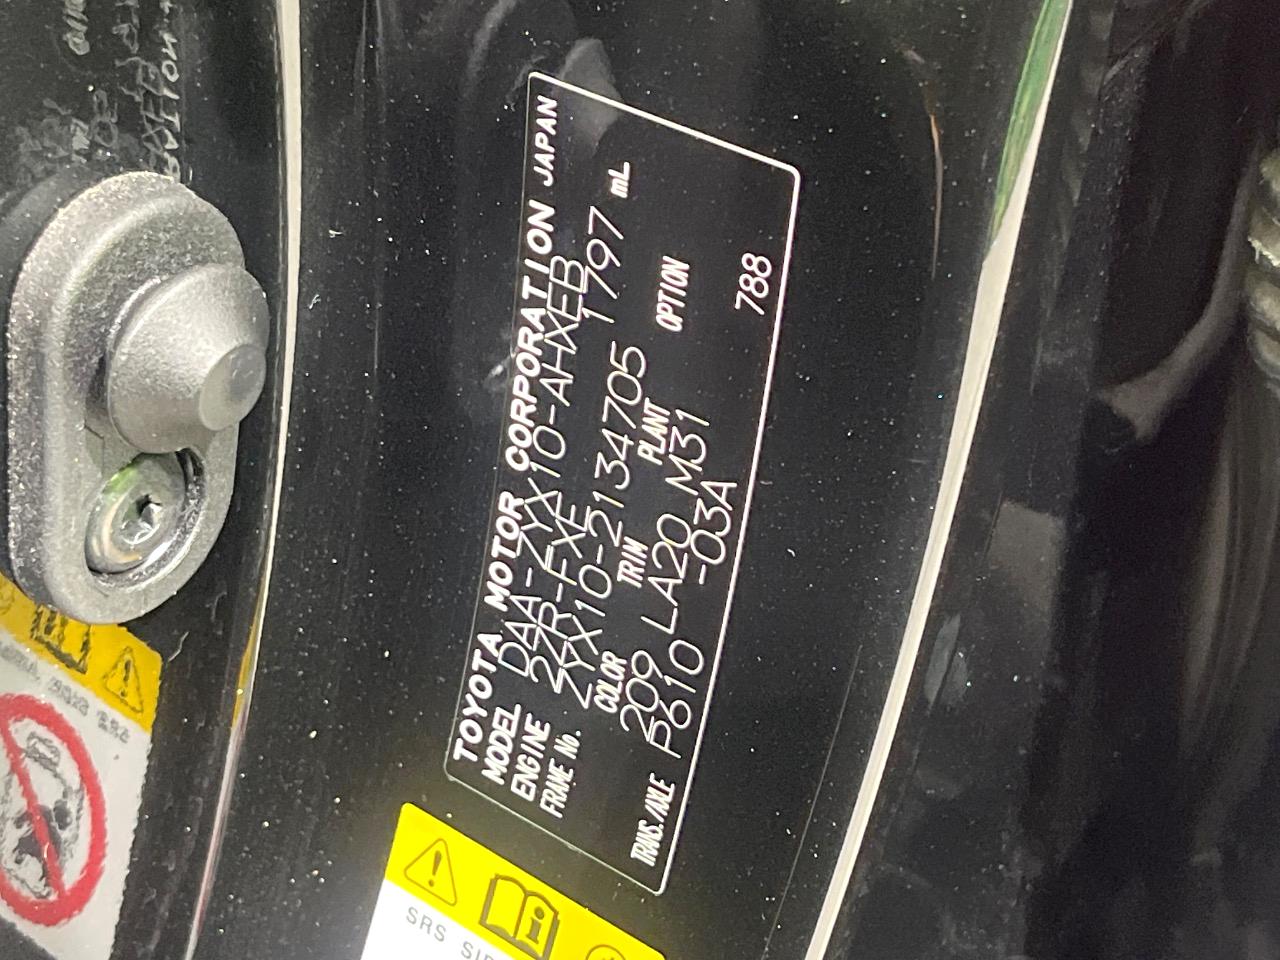 TOYOTA MOTOR CORPORATION JAPAN
MODEL DAA-ZYX10-AHXEB
ENGINE 2ZR-FXE 1797 mL
FRAME No. ZYX10-2134705
COLOR TRIN PLANT OPTION
209 LA20 M31
TRANS./AXLE P610 -03A 788
SRS